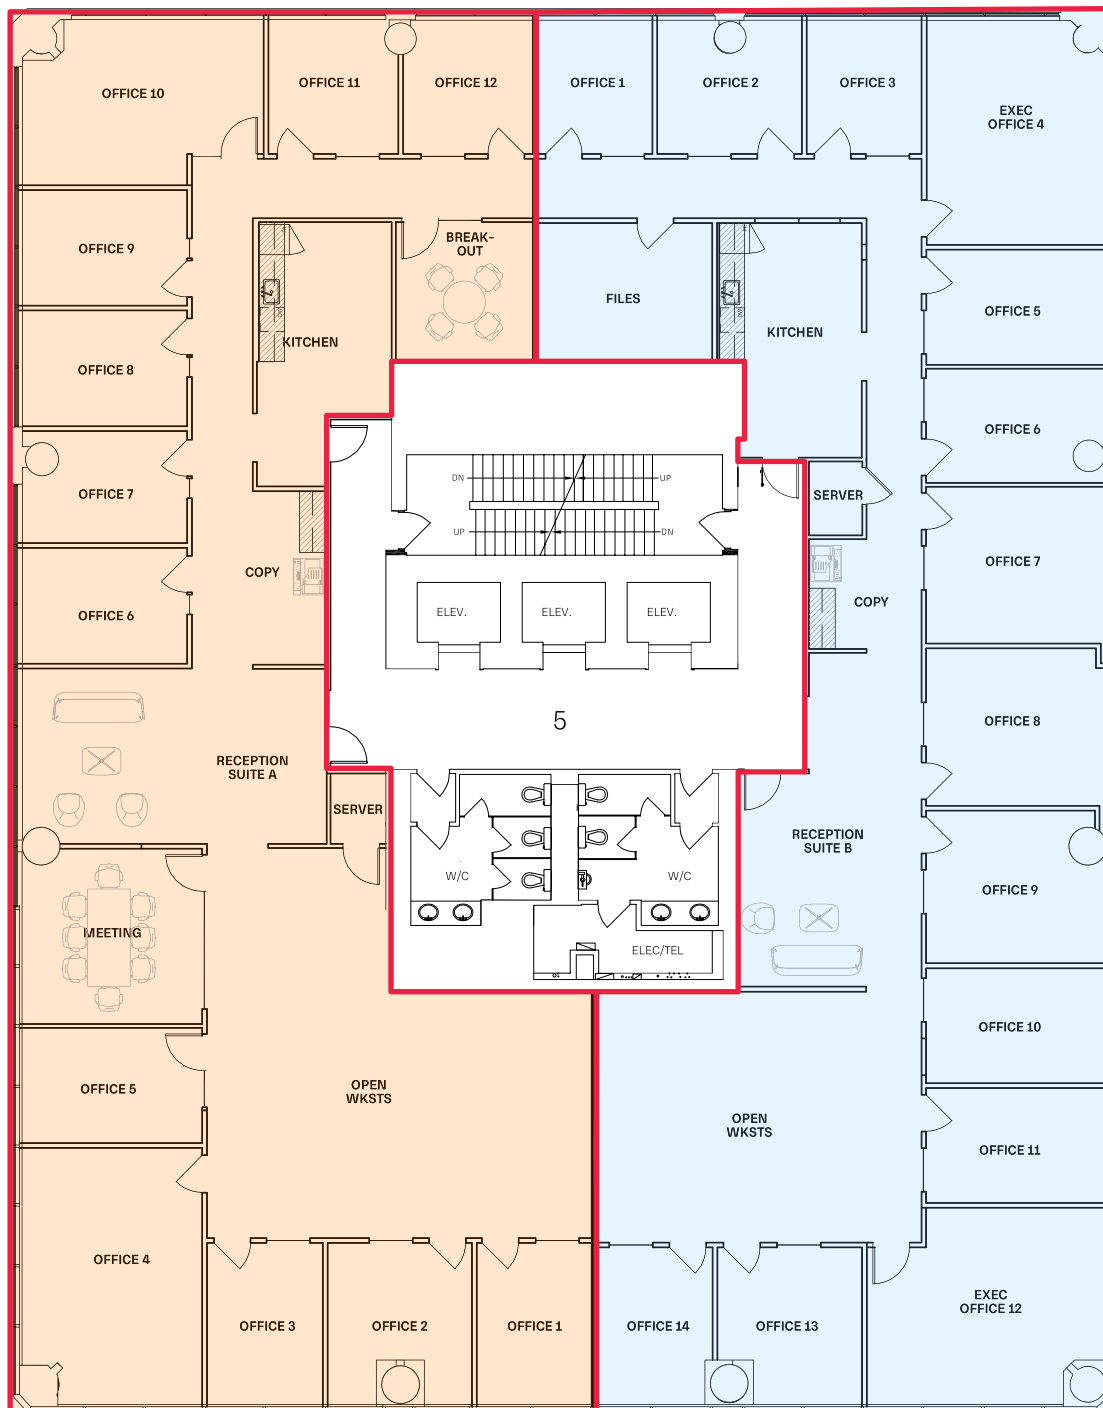 OFFICE 10
OFFICE 11
OFFICE 12
OFFICE 1
OFFICE 2
OFFICE 3
EXEC
OFFICE 4
OFFICE 9
BREAK-
OUT
FILES
KITCHEN
KITCHEN
OFFICE 5
OFFICE 8
OFFICE 6
OFFICE 7
DN
UP
UP
DN
SERVER
OFFICE 7
COPY
COPY
OFFICE 6
ELEV.
ELEV.
ELEV.
5
OFFICE 8
RECEPTION
SUITE A
SERVER
RECEPTION
SUITE B
W/C
W/C
OFFICE 9
MEETING
ELEC/TEL
OFFICE 10
OFFICE 5
OPEN
WKSTS
OPEN
WKSTS
OFFICE 11
OFFICE 4
EXEC
OFFICE 12
OFFICE 3
OFFICE 2
OFFICE 1
OFFICE 14
OFFICE 13